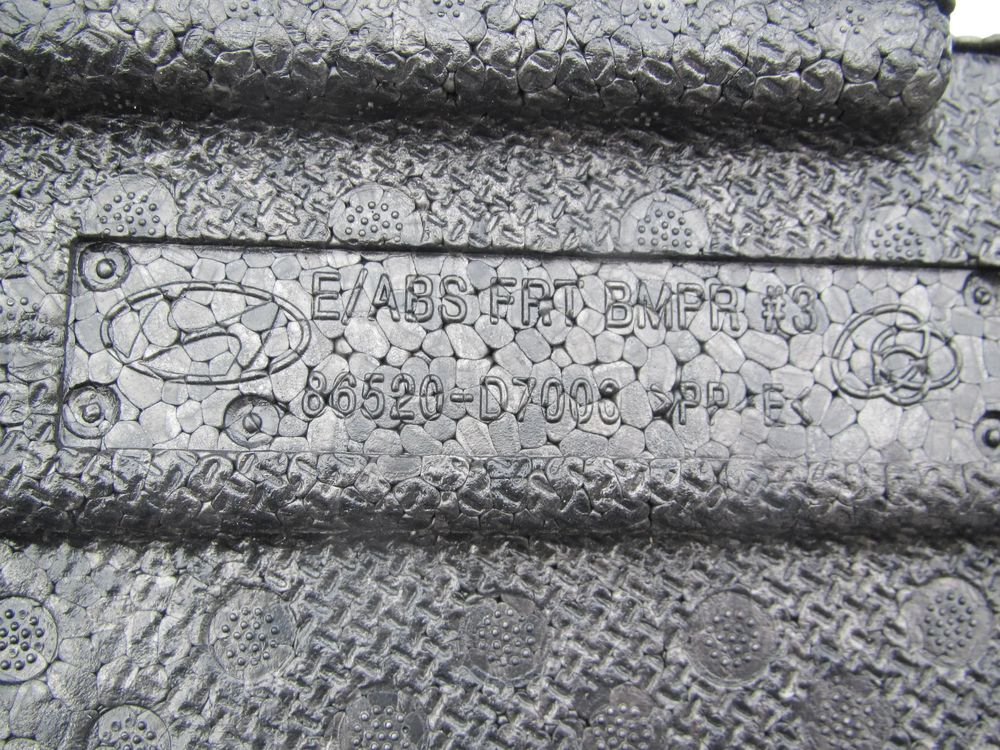 E/ABS FRT BMPR #3
86520-D7000 >PP E<